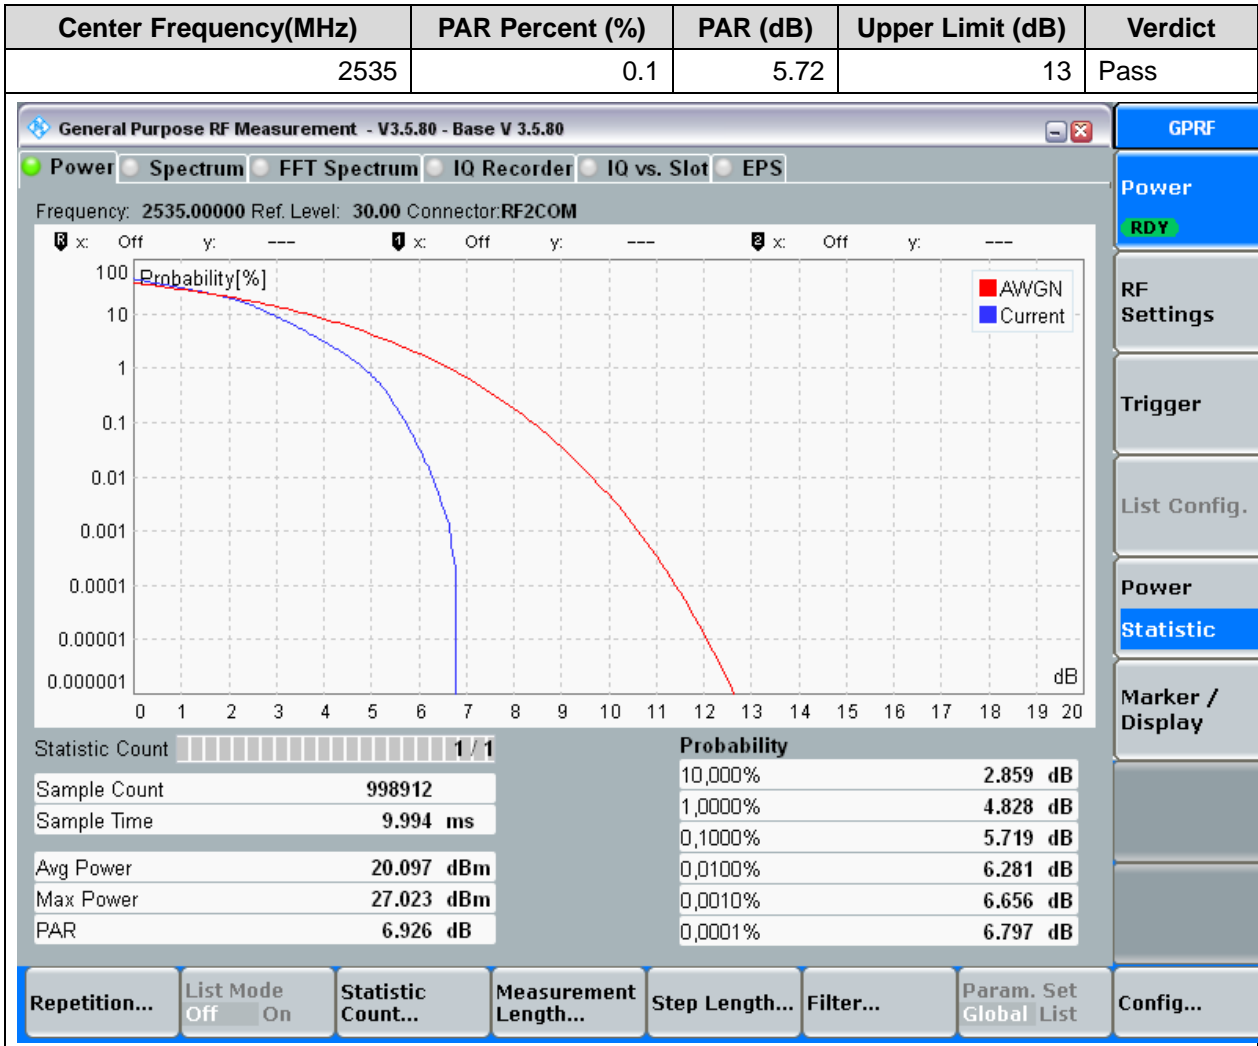 Center Frequency(MHz) PAR Percent (%) PAR (dB) Upper Limit (dB) Verdict
2535 0.1 5.72 13 Pass
General Purpose RF Measurement - V3.5.80 - Base V 3.5.80
GPRF
Power Spectrum FFT Spectrum IQ Recorder IQ vs. Slot EPS
Frequency: 2535.00000 Ref. Level: 30.00 Connector:RF2COM
R x: Off y: --- 1 x: Off y: --- 2 x: Off y: ---
Probability[%]
AWGN
Current
100
10
1
0.1
0.01
0.001
0.0001
0.00001
0.000001
dB
0 1 2 3 4 5 6 7 8 9 10 11 12 13 14 15 16 17 18 19 20
Statistic Count 1 / 1
Sample Count 998912
Sample Time 9.994 ms
Avg Power 20.097 dBm
Max Power 27.023 dBm
PAR 6.926 dB
Probability
10,000% 2.859 dB
1,0000% 4.828 dB
0,1000% 5.719 dB
0,0100% 6.281 dB
0,0010% 6.656 dB
0,0001% 6.797 dB
Power
RDY
RF
Settings
Trigger
List Config.
Power
Statistic
Marker /
Display
Repetition...
List Mode
Off On
Statistic
Count...
Measurement
Length...
Step Length...
Filter...
Param. Set
Global List
Config...